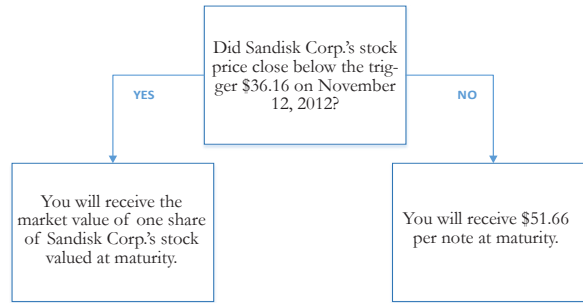 Did Sandisk Corp.'s stock
price close below the trig-
ger $36.16 on November
12, 2012?
YES
NO
You will receive the
market value of one share
of Sandisk Corp.'s stock
valued at maturity.
You will receive $51.66
per note at maturity.